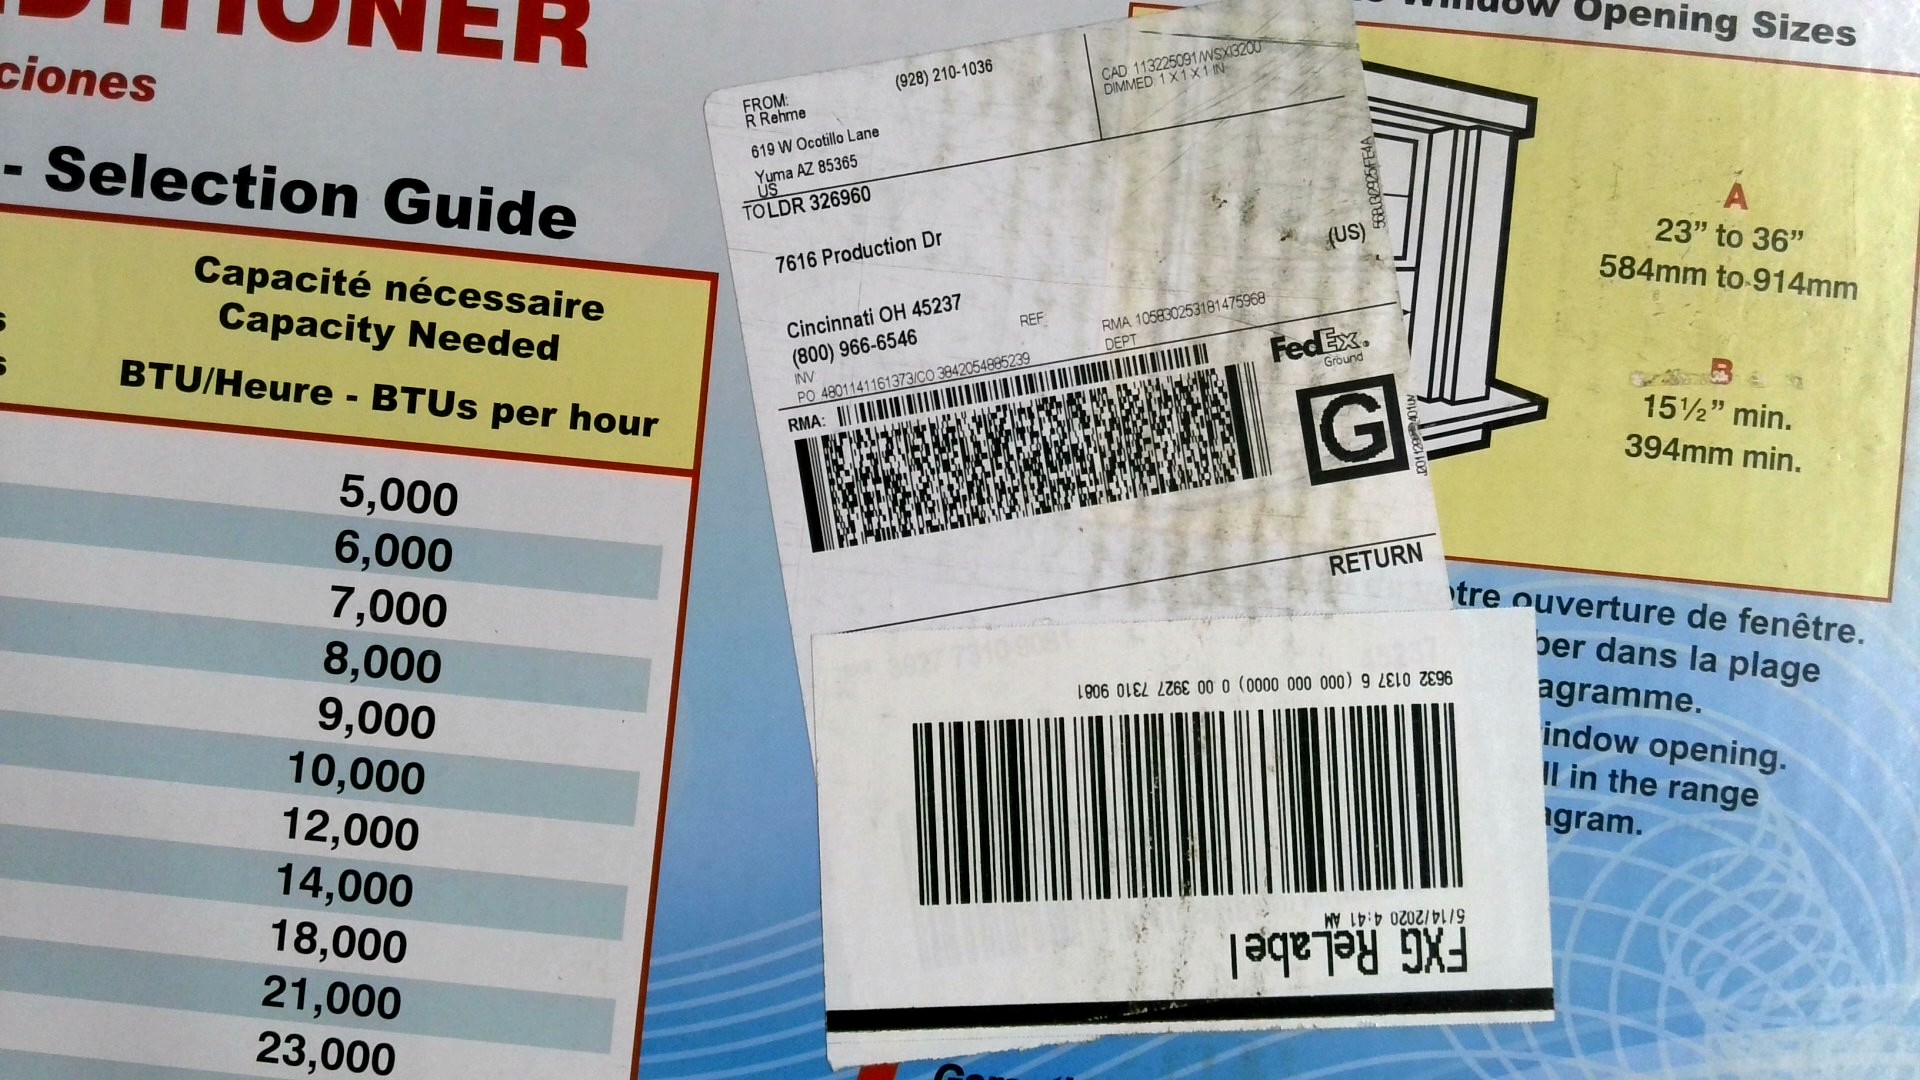 DITIONER
ciones
- Selection Guide
Capacité nécessaire
Capacity Needed
BTU/Heure - BTUs per hour
5,000
6,000
7,000
8,000
9,000
10,000
12,000
14,000
18,000
21,000
23,000
FROM:
(928) 210-1036
R Rehme
619 W Ocotillo Lane
Yuma AZ 85365
US
CAD 113225091/WSXI3200
DIMMED 1 X 1 X 1 IN
TO LDR 326960
7616 Production Dr
(US)
Cincinnati OH 45237
(800) 966-6546
REF
INV
RMA 105830253181475968
PO 4801141161373/CO 3842054885239
DEPT
RMA:
FedEx
Ground
G
RETURN
9632 0137 6 (000 000 0000) 0 00 3927 7310 9081
5/14/2020 4:41 AM
FXG ReLabel
Window Opening Sizes
A
23” to 36”
584mm to 914mm
B
15½” min.
394mm min.
tre ouverture de fenêtre.
ber dans la plage
agramme.
indow opening.
ll in the range
agram.